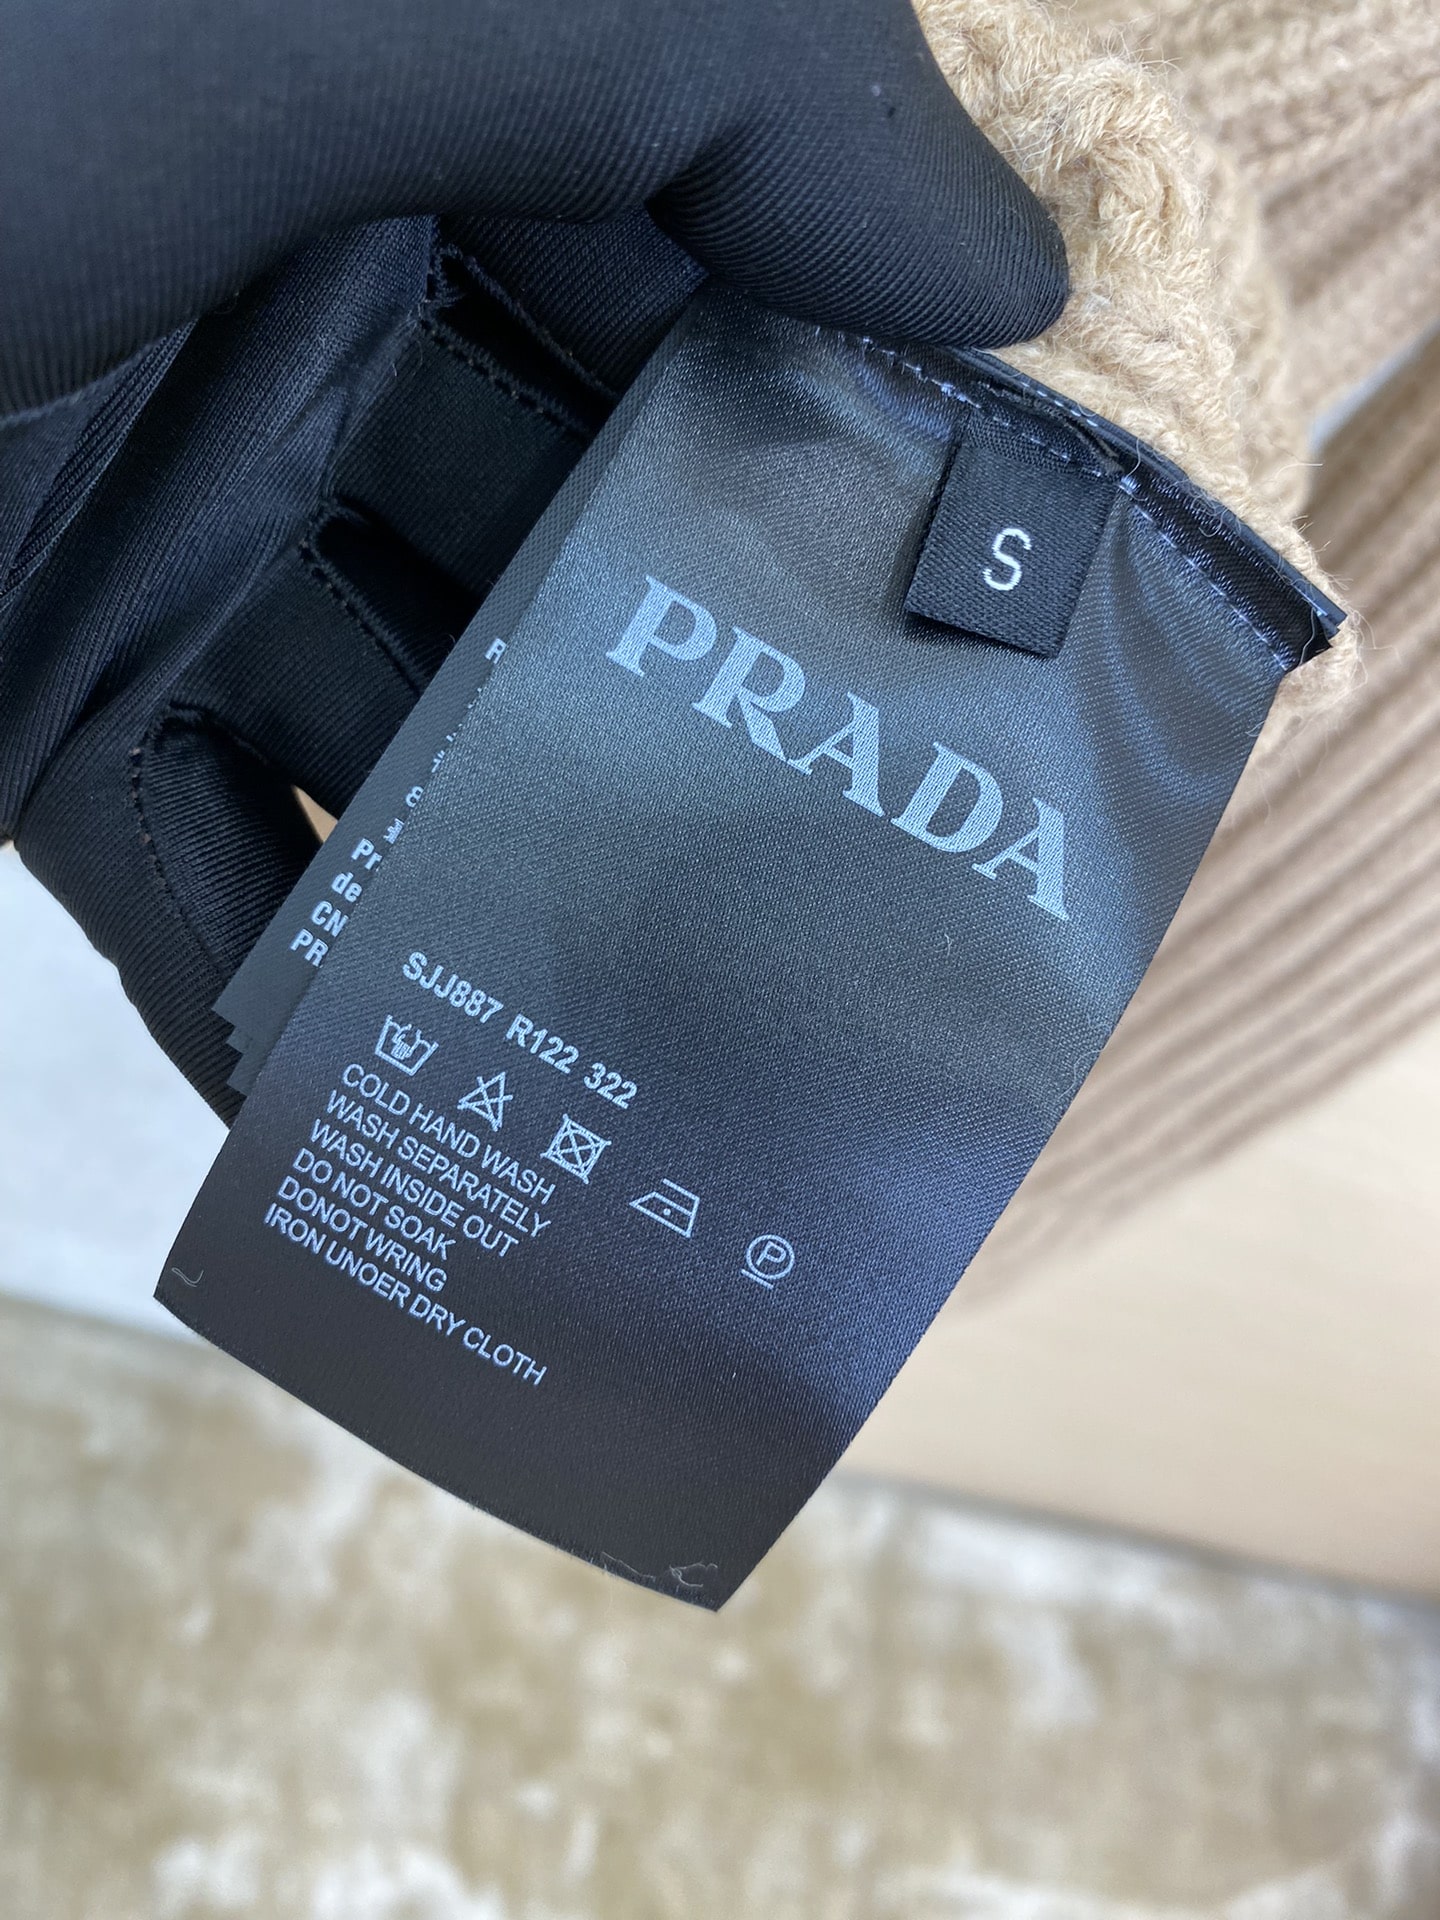 S
PRADA
SJJ887 R122 322
COLD HAND WASH
WASH SEPARATELY
WASH INSIDE OUT
DO NOT SOAK
DONOT WRING
IRON UNOER DRY CLOTH
P
Pr
de
CN
PR